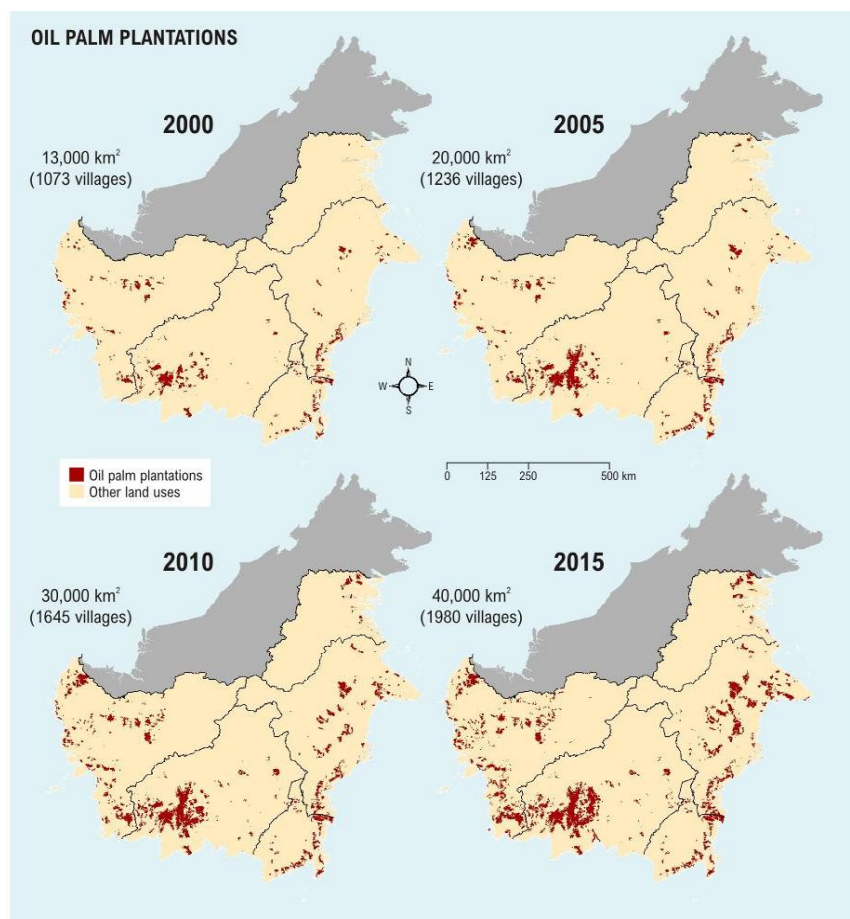 OIL PALM PLANTATIONS
2000
13,000 km²
(1073 villages)
2005
20,000 km²
(1236 villages)
N
W E
S
Oil palm plantations
Other land uses
0 125 250 500 km
2010
30,000 km²
(1645 villages)
2015
40,000 km²
(1980 villages)